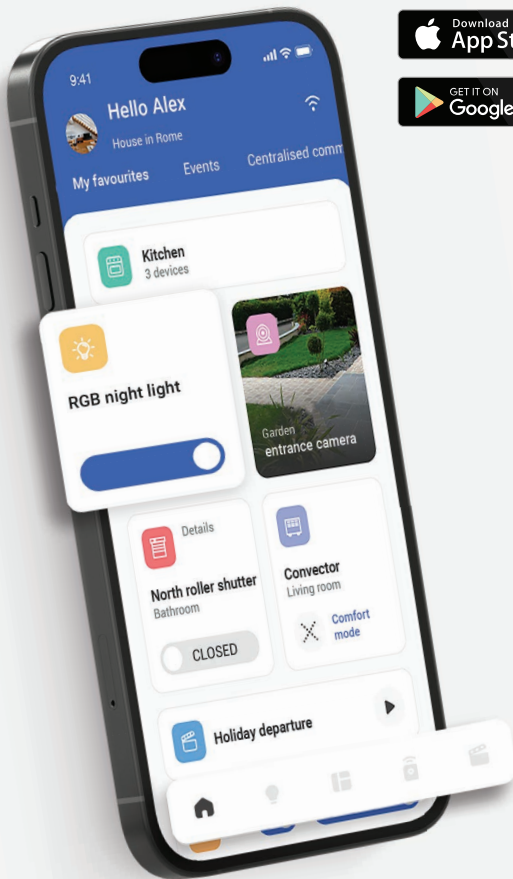 Download
App St
GET IT ON
Google
9:41
Hello Alex
House in Rome
My favourites Events Centralised comm
Kitchen
3 devices
RGB night light
Garden
entrance camera
Details
North roller shutter
Bathroom
CLOSED
Convector
Living room
Comfort
mode
Holiday departure